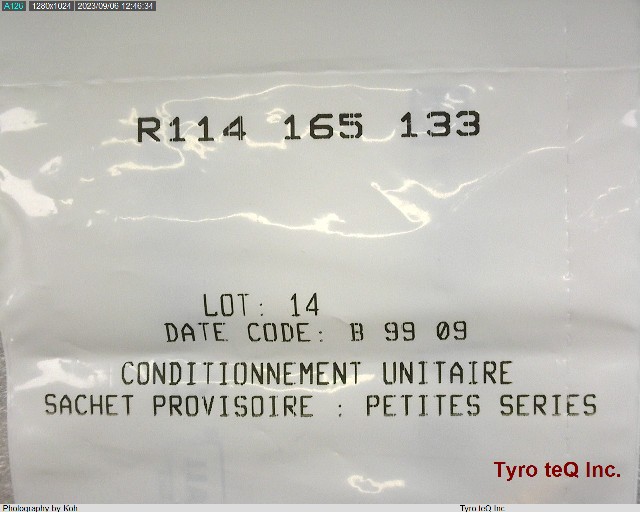 A126 1280x1024 2023/09/06 12:46:34
R114 165 133
LOT: 14
DATE CODE: B 99 09
CONDITIONNEMENT UNITAIRE
SACHET PROVISOIRE : PETITES SERIES
Tyro teQ Inc.
Photography by Koh Tyro teQ Inc